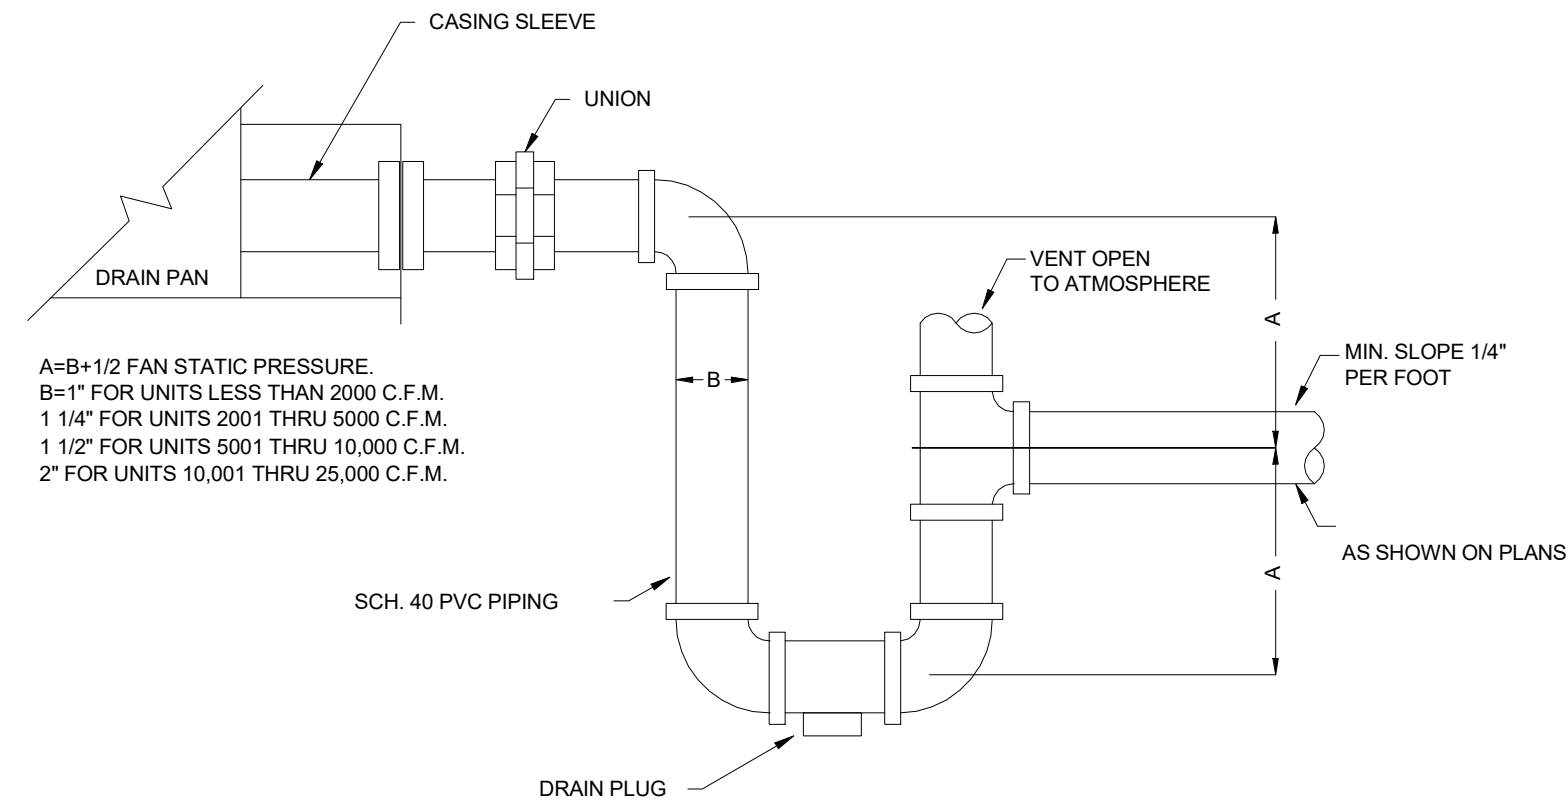 CASING SLEEVE
UNION
DRAIN PAN
VENT OPEN
TO ATMOSPHERE
A
MIN. SLOPE 1/4"
PER FOOT
A=B+1/2 FAN STATIC PRESSURE.
B=1" FOR UNITS LESS THAN 2000 C.F.M.
1 1/4" FOR UNITS 2001 THRU 5000 C.F.M.
1 1/2" FOR UNITS 5001 THRU 10,000 C.F.M.
2" FOR UNITS 10,001 THRU 25,000 C.F.M.
B
AS SHOWN ON PLANS
A
SCH. 40 PVC PIPING
DRAIN PLUG